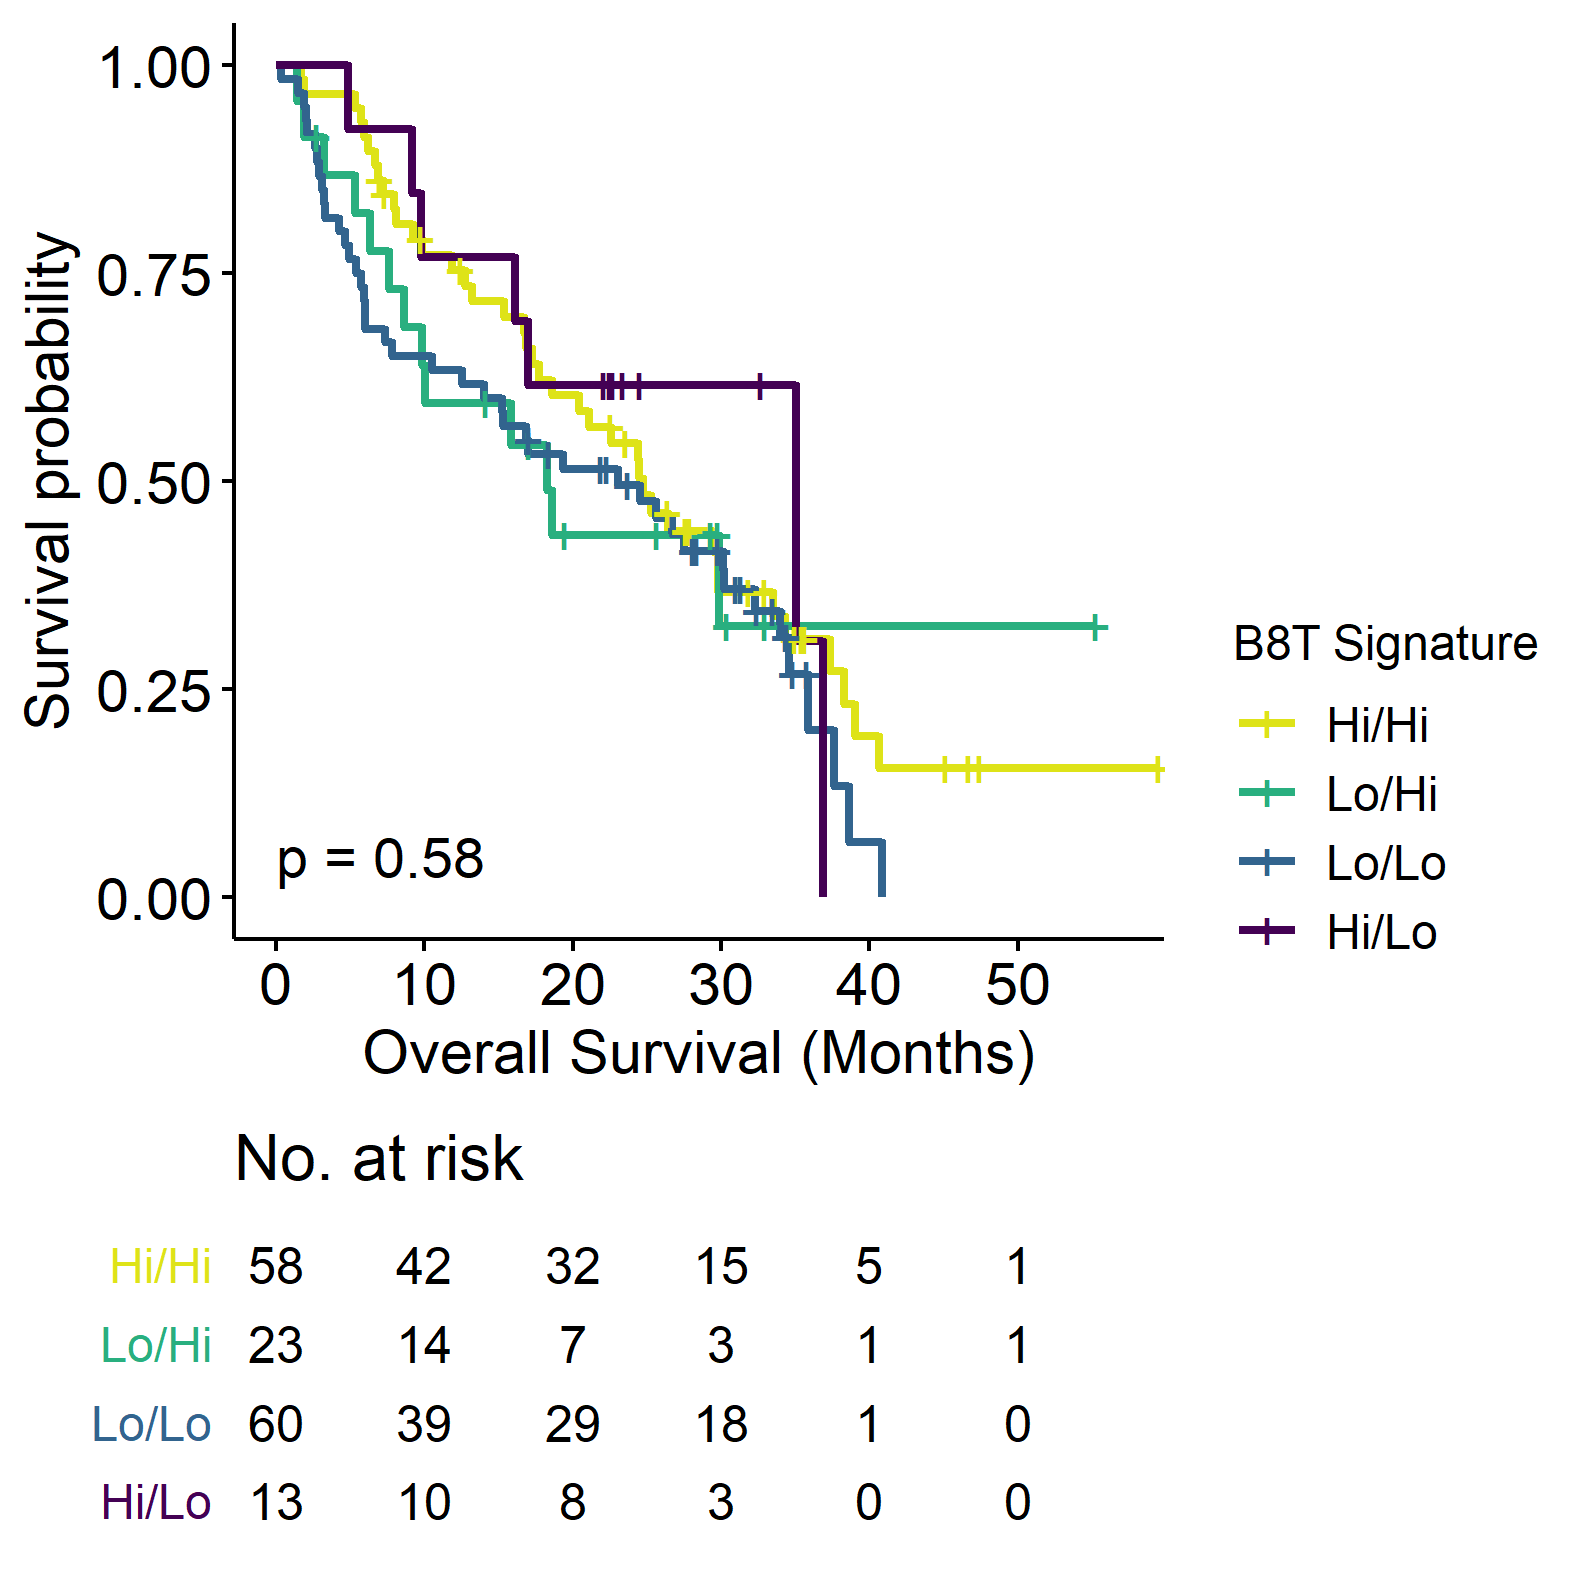 Survival probability
1.00
0.75
0.50
0.25
0.00
p = 0.58
0 10 20 30 40 50
Overall Survival (Months)
B8T Signature
Hi/Hi
Lo/Hi
Lo/Lo
Hi/Lo
No. at risk
Hi/Hi 58 42 32 15 5 1
Lo/Hi 23 14 7 3 1 1
Lo/Lo 60 39 29 18 1 0
Hi/Lo 13 10 8 3 0 0